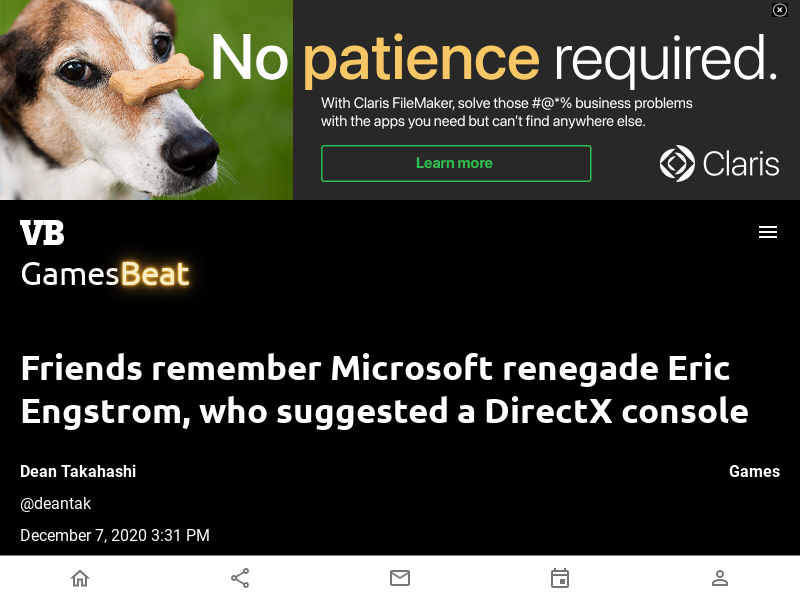 No patience required.
With Claris FileMaker, solve those #@*% business problems
with the apps you need but can't find anywhere else.
Learn more
Claris
VB
GamesBeat
Friends remember Microsoft renegade Eric
Engstrom, who suggested a DirectX console
Dean Takahashi
Games
@deantak
December 7, 2020 3:31 PM